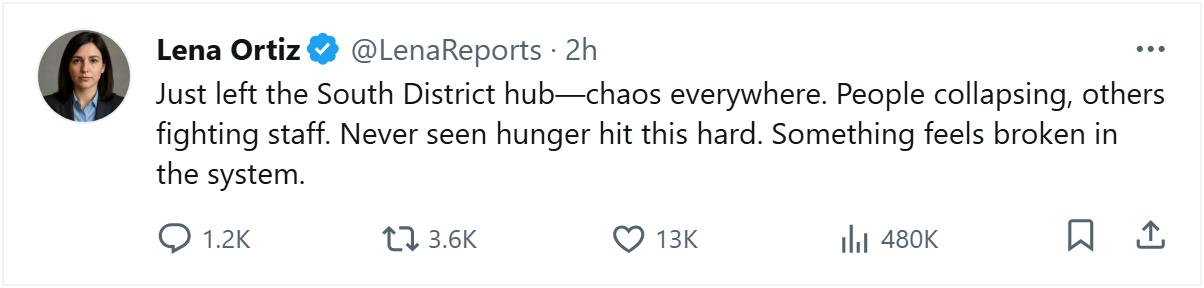 Lena Ortiz @LenaReports · 2h
Just left the South District hub—chaos everywhere. People collapsing, others
fighting staff. Never seen hunger hit this hard. Something feels broken in
the system.
1.2K 3.6K 13K 480K